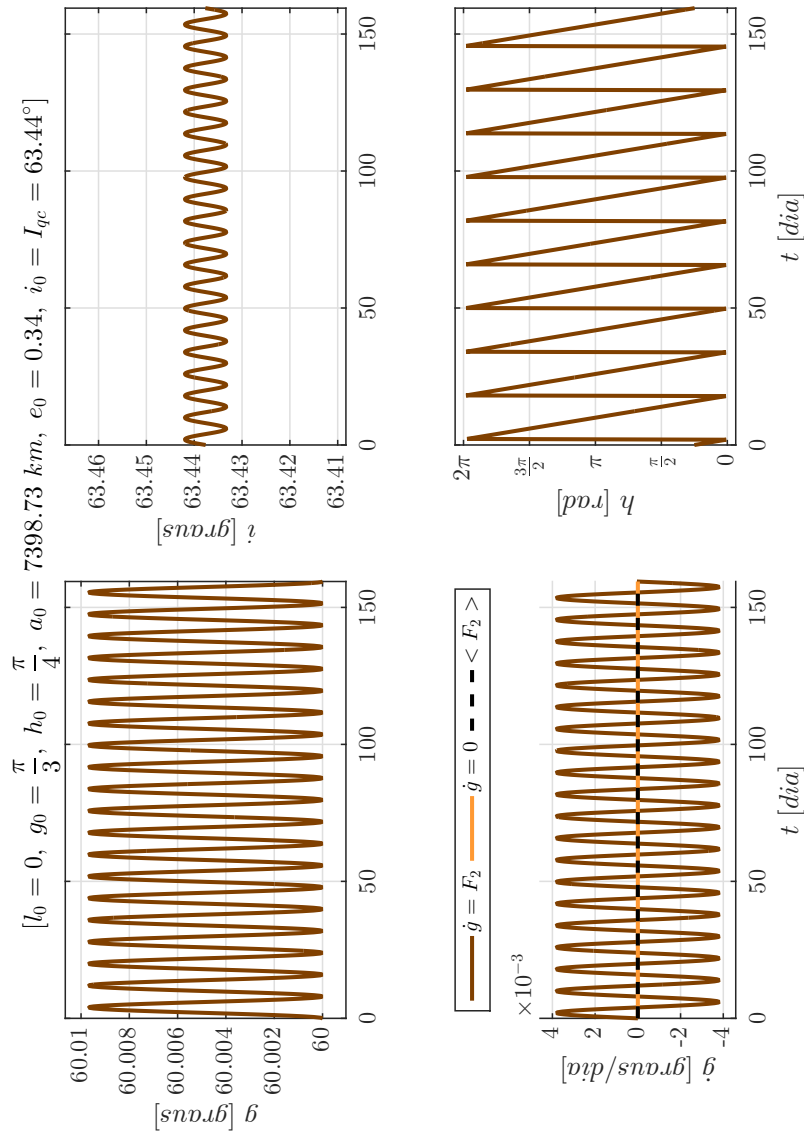 [l₀ = 0, g₀ = π/3, h₀ = π/4, a₀ = 7398.73 km, e₀ = 0.34, i₀ = I_qc = 63.44°]
60.01
60.008
60.006
60.004
60.002
60
g [graus]
0 50 100 150
63.46
63.45
63.44
63.43
63.42
63.41
i [graus]
0 50 100 150
ġ = F₂ ġ = 0 < F₂ >
×10⁻³
4
2
0
-2
-4
ġ [graus/dia]
0 50 100 150
t [dia]
2π
3π/2
π
π/2
0
h [rad]
0 50 100 150
t [dia]